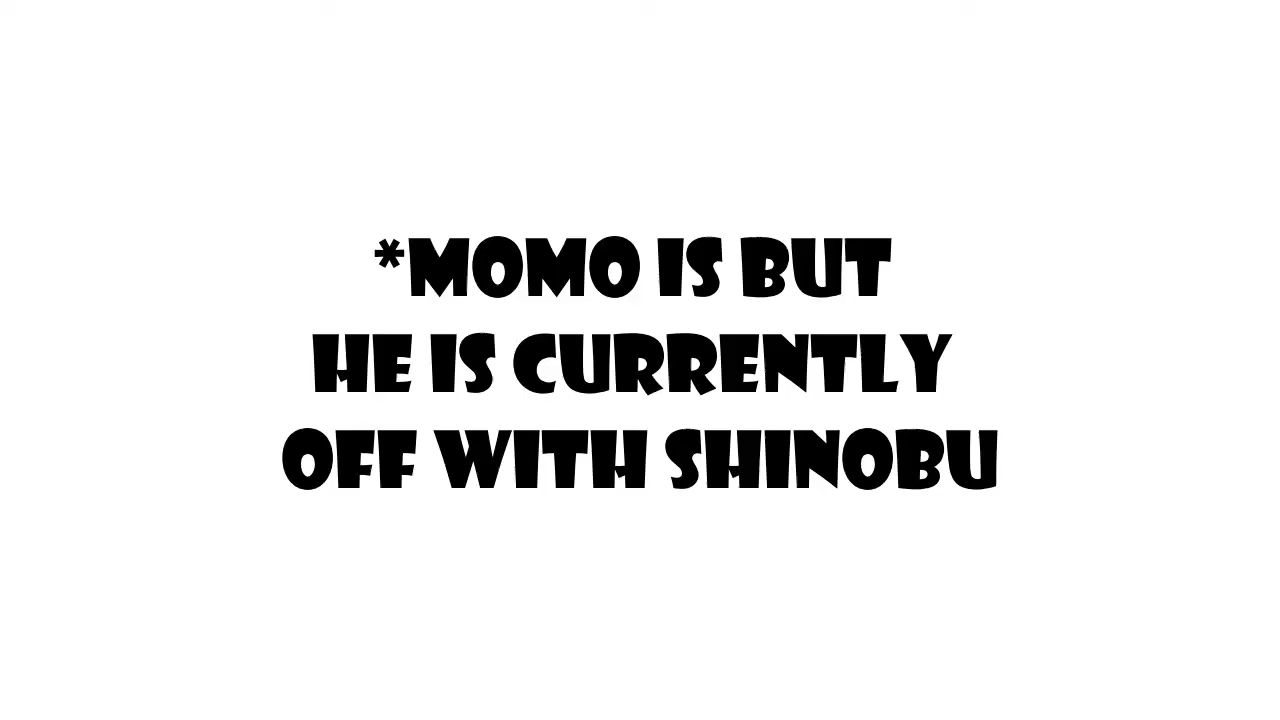 *MOMO IS BUT
HE IS CURRENTLY
OFF WITH SHINOBU